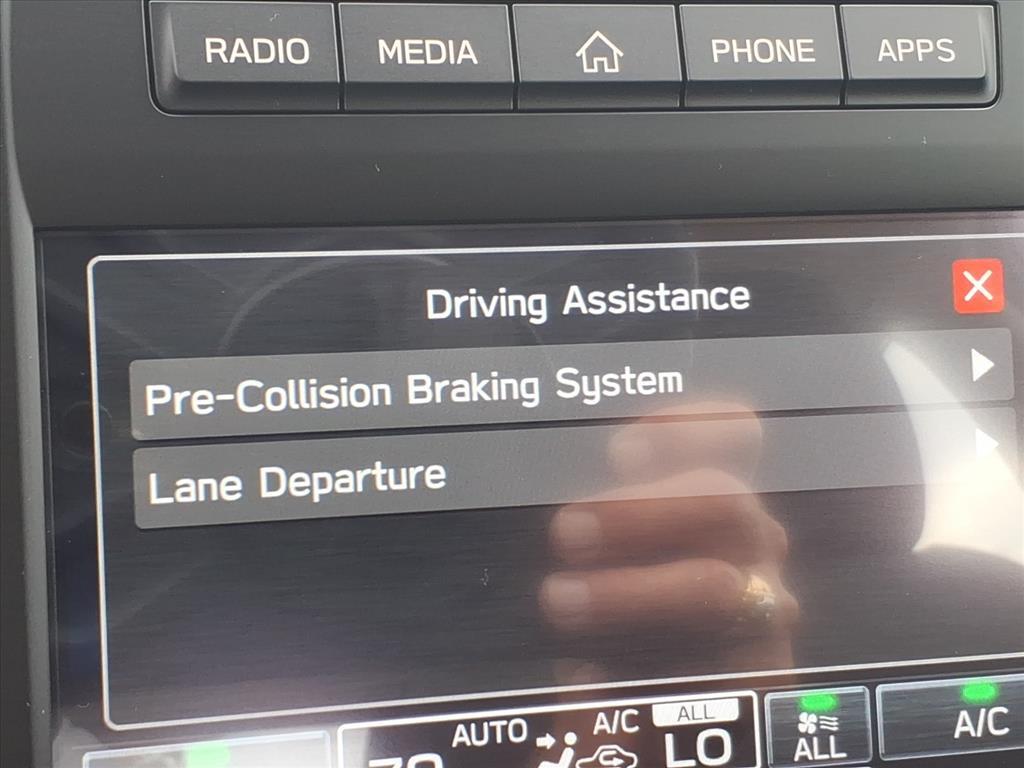 RADIO MEDIA PHONE APPS
Driving Assistance
Pre-Collision Braking System
Lane Departure
AUTO A/C ALL
LO ALL A/C